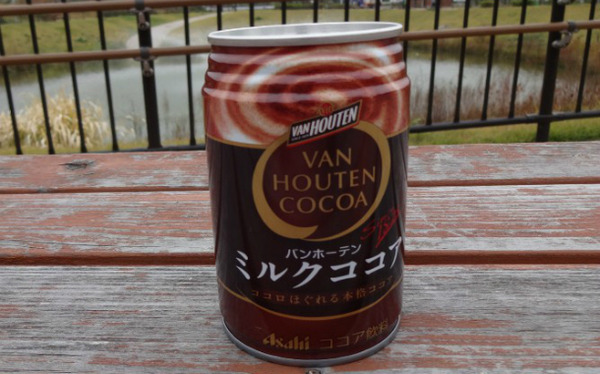 VAN HOUTEN
VAN
HOUTEN
COCOA
バンホーテン
ミルクココア
ココロほぐれる本格ココア
Asahi ココア飲料